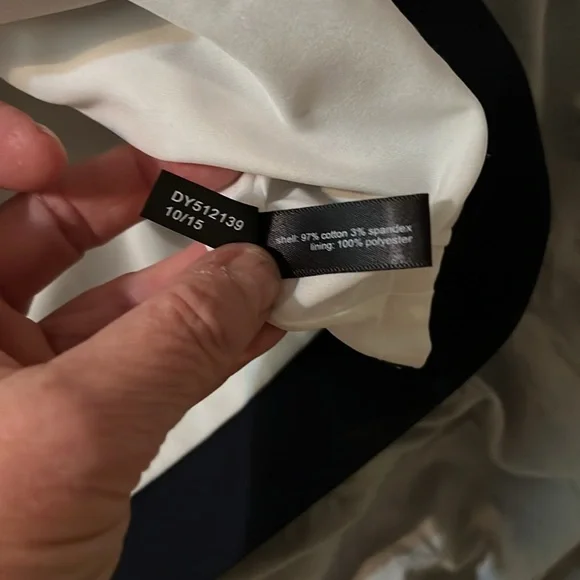 DY512139
10/15
shell: 97% cotton 3% spandex
lining: 100% polyester